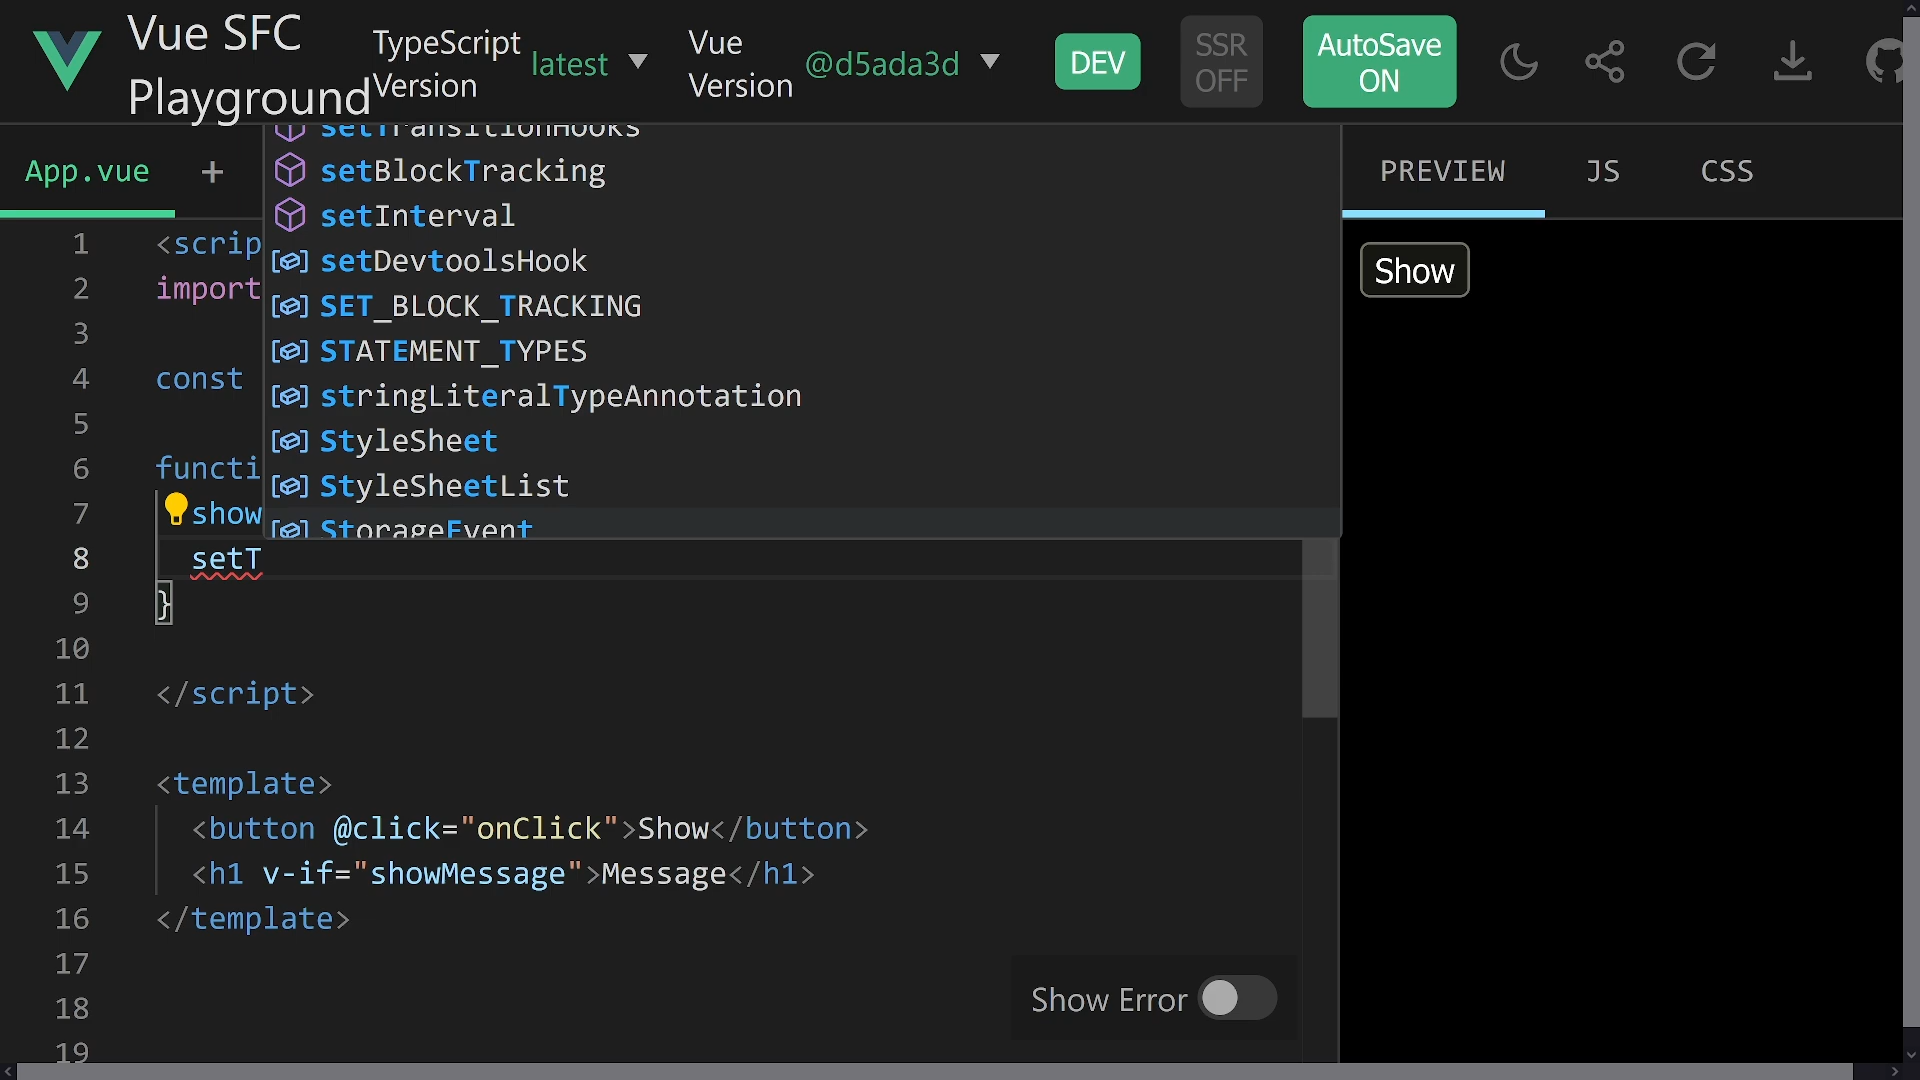 Vue SFC
Playground
TypeScript
Version
latest
Vue
Version
@d5ada3d
DEV
SSR
OFF
AutoSave
ON
App.vue
+
PREVIEW
JS
CSS
setTransitionHooks
setBlockTracking
setInterval
setDevtoolsHook
SET_BLOCK_TRACKING
STATEMENT_TYPES
stringLiteralTypeAnnotation
StyleSheet
StyleSheetList
StorageEvent
1 <scrip
2 import
3
4 const
5
6 functi
7 show
8 setT
9 }
10
11 </script>
12
13 <template>
14 <button @click="onClick">Show</button>
15 <h1 v-if="showMessage">Message</h1>
16 </template>
17
18
19
Show Error
Show